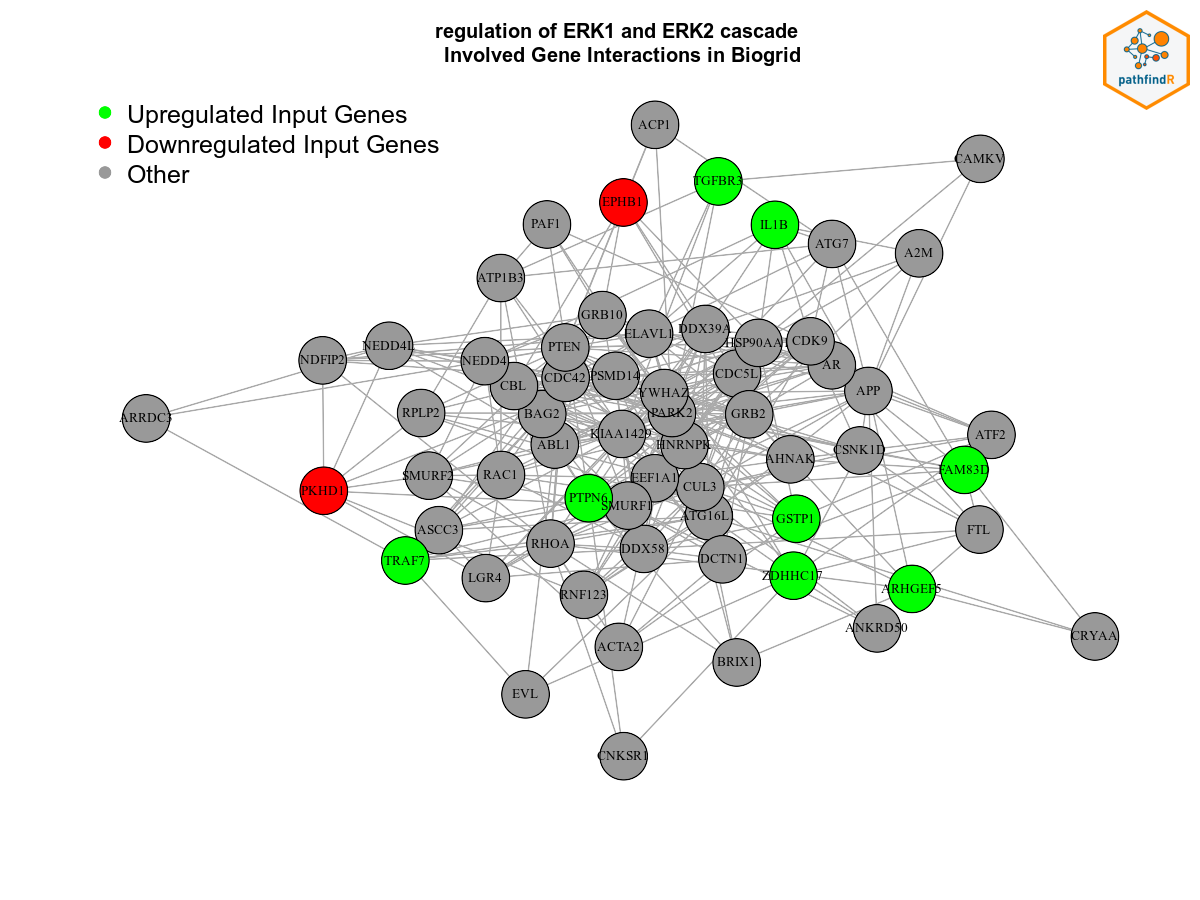 regulation of ERK1 and ERK2 cascade
Involved Gene Interactions in Biogrid
pathfindR
Upregulated Input Genes
Downregulated Input Genes
Other
ACP1
CAMKV
TGFBR3
EPHB1
PAF1
IL1B
ATG7
A2M
ATP1B3
GRB10
ELAVL1
DDX39A
HSP90AA1
CDK9
NEDD4L
NDFIP2
NEDD4
PTEN
CDC42
PSMD14
CDC5L
AR
CBL
YWHAZ
APP
ARRDC3
RPLP2
BAG2
PARK2
GRB2
ABL1
KIAA1429
HNRNPK
ATF2
CSNK1D
AHNAK
FAM83D
SMURF2
RAC1
EEF1A1
CUL3
PKHD1
PTPN6
SMURF1
ATG16L
GSTP1
ASCC3
FTL
RHOA
DDX58
DCTN1
TRAF7
LGR4
ZDHHC17
ARHGEF5
RNF123
ANKRD50
CRYAA
ACTA2
BRIX1
EVL
CNKSR1